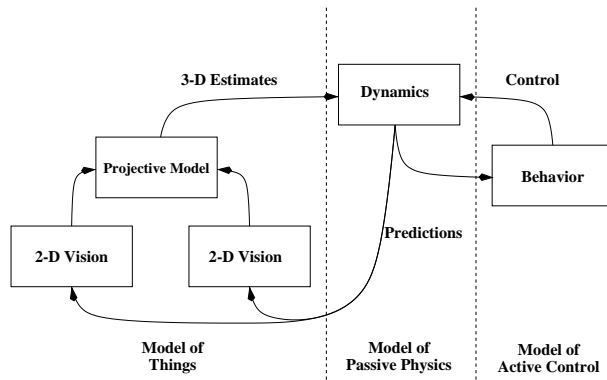 3-D Estimates
Dynamics
Control
Projective Model
Behavior
2-D Vision
2-D Vision
Predictions
Model of
Things
Model of
Passive Physics
Model of
Active Control